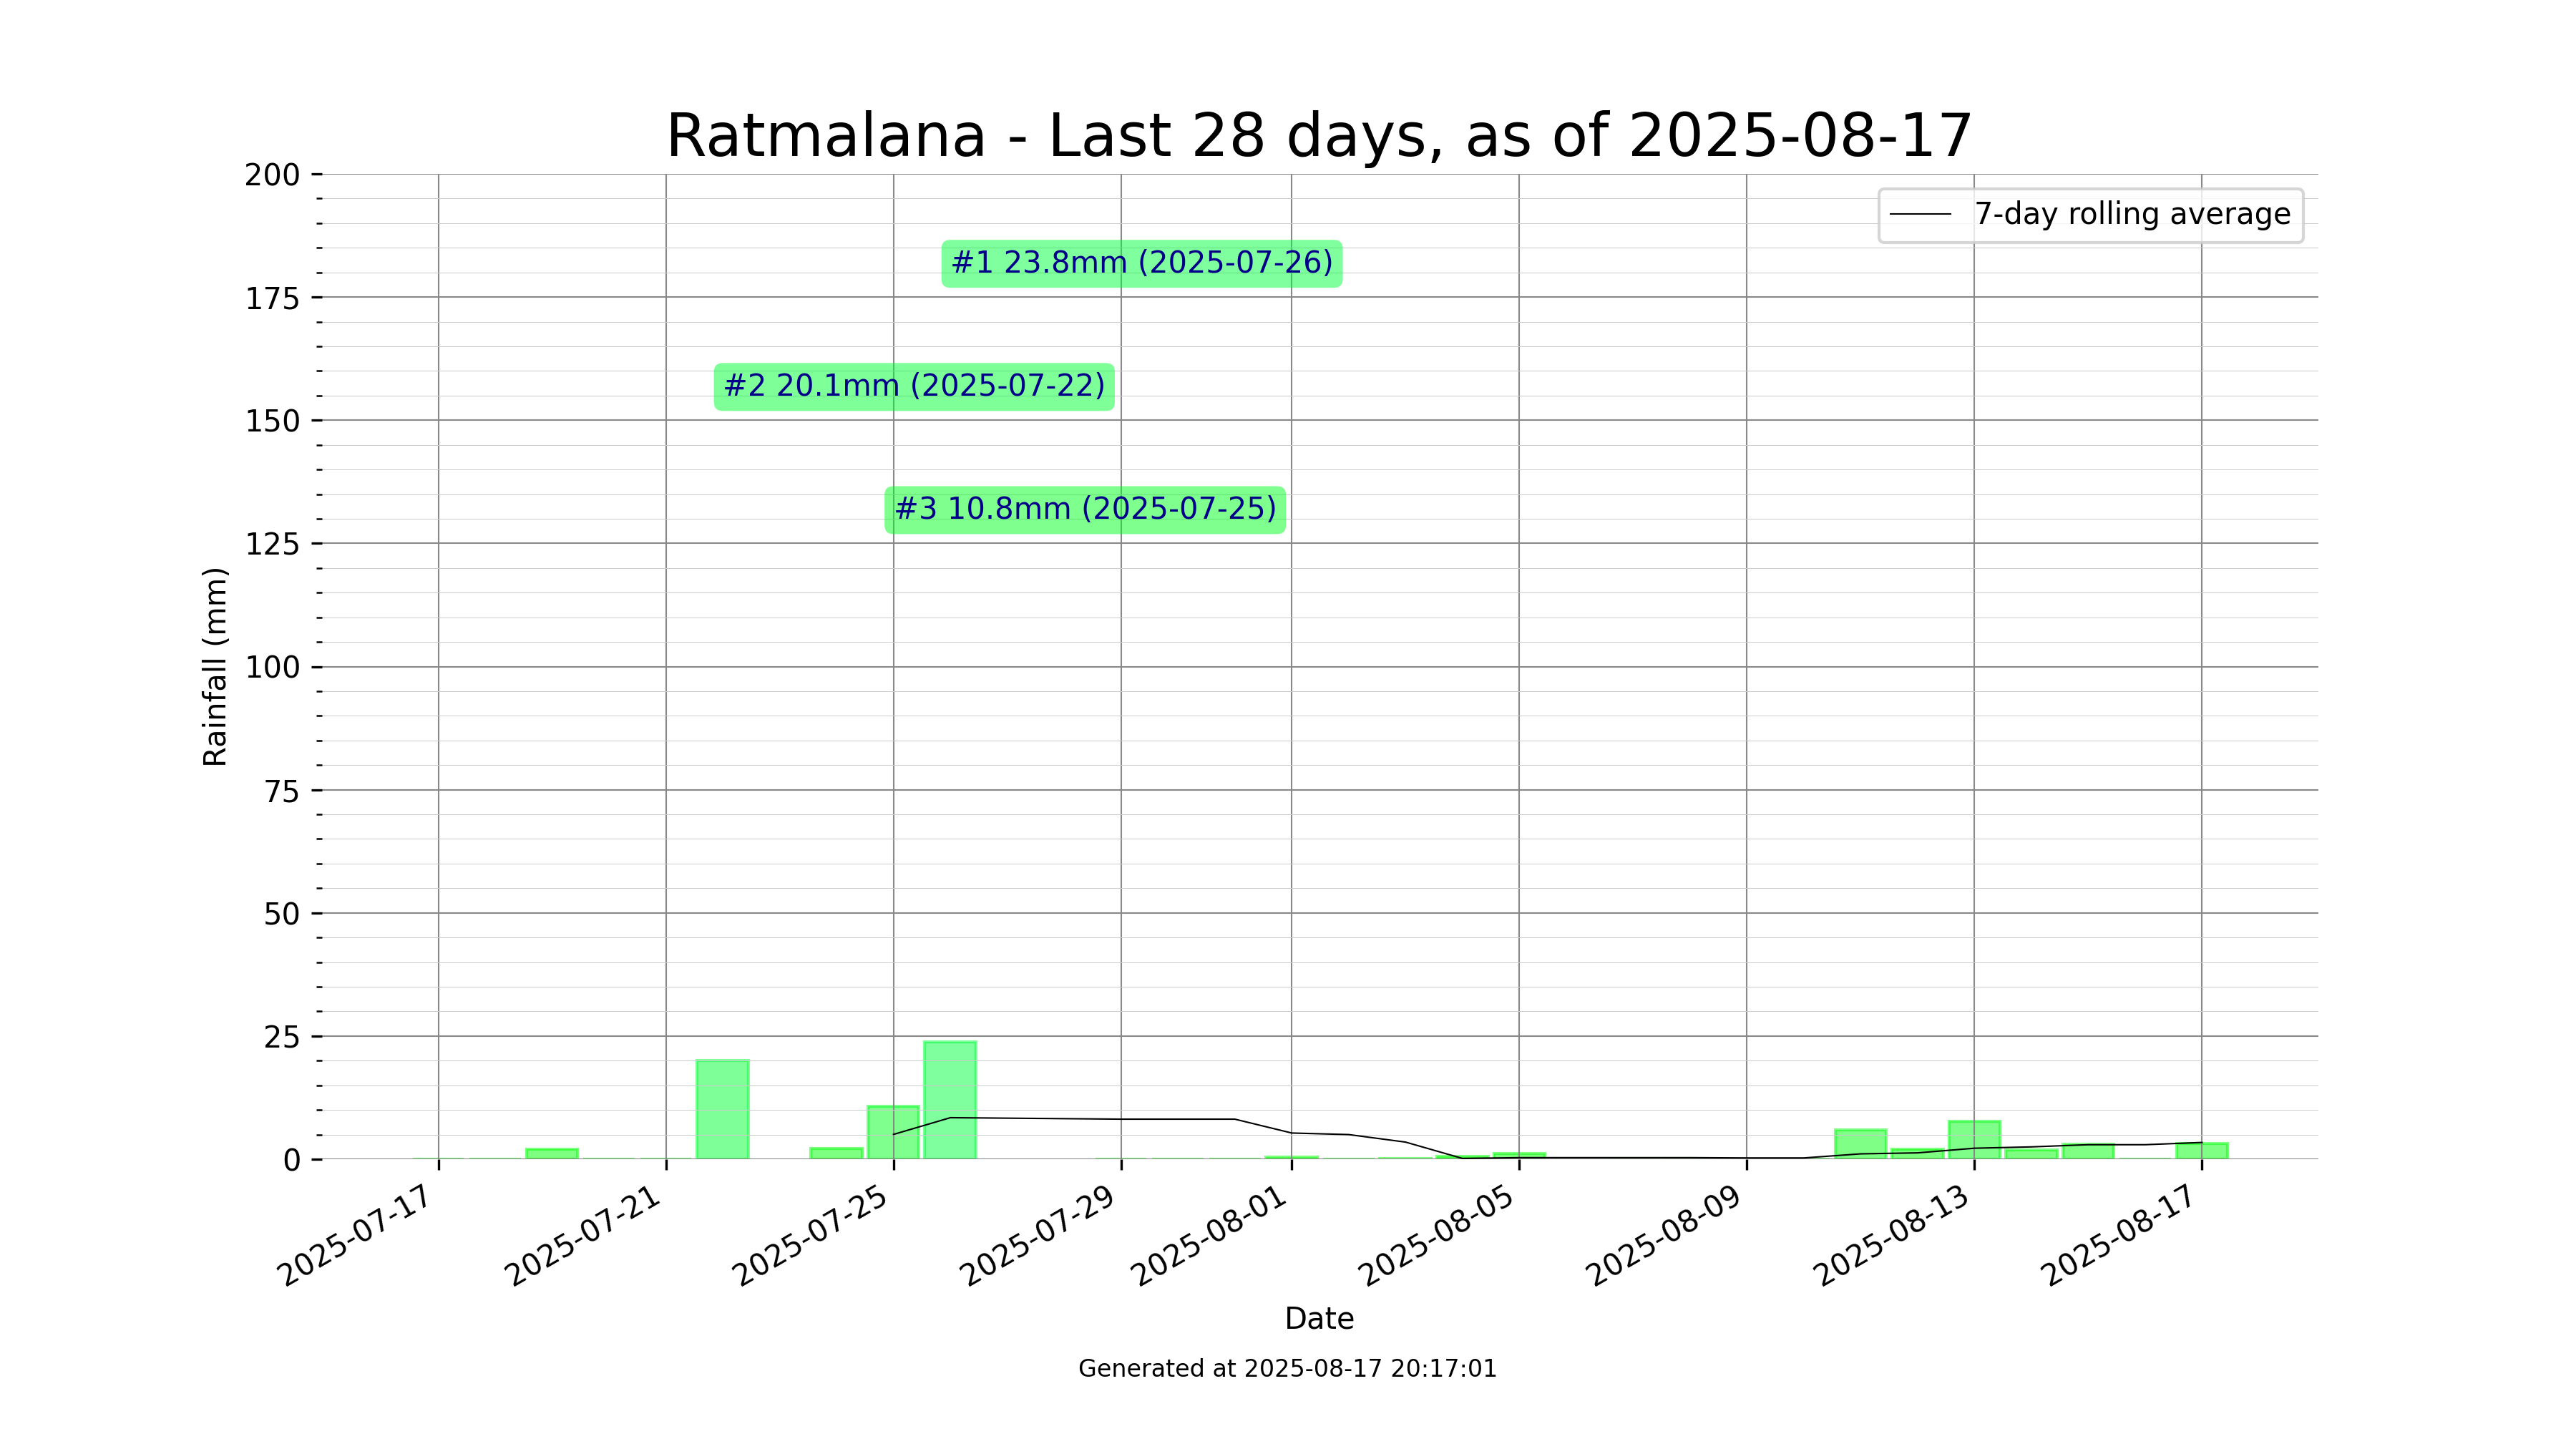 Ratmalana - Last 28 days, as of 2025-08-17
7-day rolling average
#1 23.8mm (2025-07-26)
#2 20.1mm (2025-07-22)
#3 10.8mm (2025-07-25)
Rainfall (mm)
200
175
150
125
100
75
50
25
0
2025-07-17
2025-07-21
2025-07-25
2025-07-29
2025-08-01
2025-08-05
2025-08-09
2025-08-13
2025-08-17
Date
Generated at 2025-08-17 20:17:01